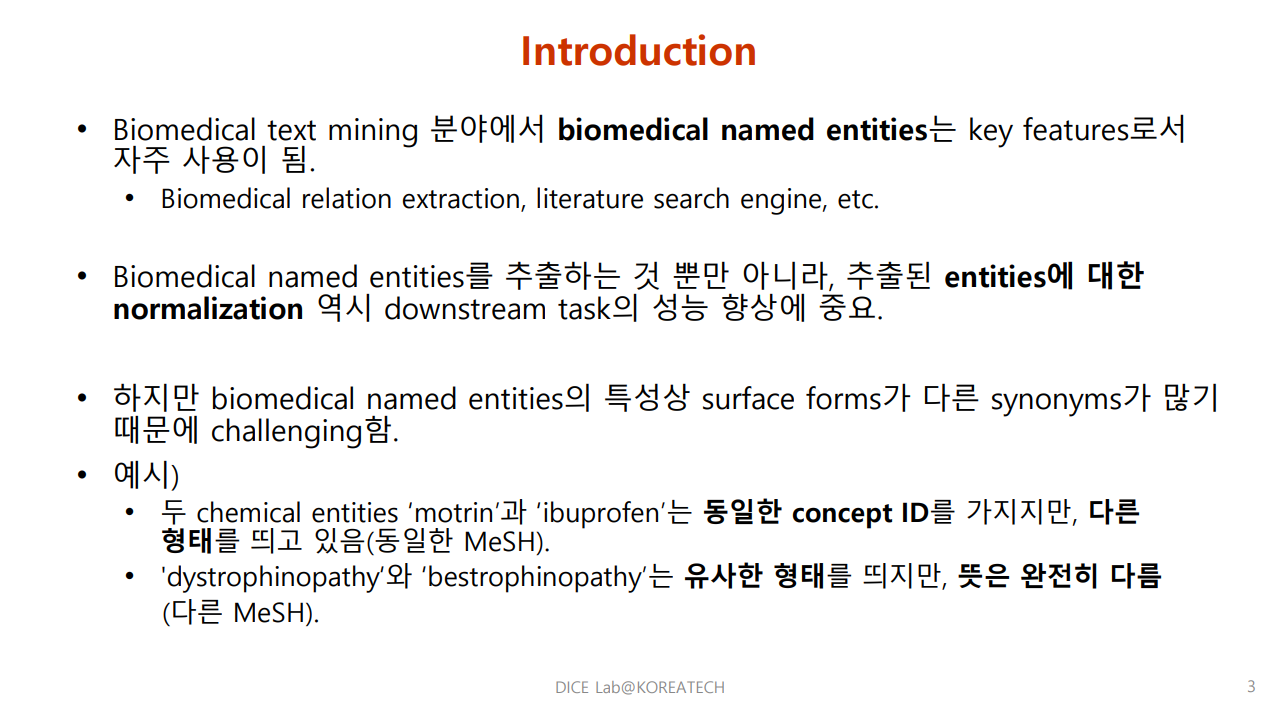 Introduction
• Biomedical text mining 분야에서 biomedical named entities는 key features로서
자주 사용이 됨.
• Biomedical relation extraction, literature search engine, etc.
• Biomedical named entities를 추출하는 것 뿐만 아니라, 추출된 entities에 대한
normalization 역시 downstream task의 성능 향상에 중요.
• 하지만 biomedical named entities의 특성상 surface forms가 다른 synonyms가 많기
때문에 challenging함.
• 예시)
• 두 chemical entities ‘motrin’과 ‘ibuprofen’는 동일한 concept ID를 가지지만, 다른
형태를 띄고 있음(동일한 MeSH).
• 'dystrophinopathy’와 ‘bestrophinopathy’는 유사한 형태를 띄지만, 뜻은 완전히 다름
(다른 MeSH).
DICE Lab@KOREATECH
3